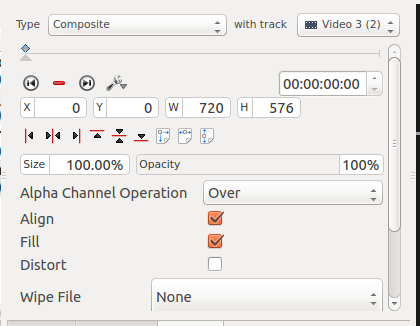 Type Composite with track Video 3 (2)
00:00:00:00
X 0 Y 0 W 720 H 576
Size 100.00% Opacity 100%
Alpha Channel Operation Over
Align
Fill
Distort
Wipe File None